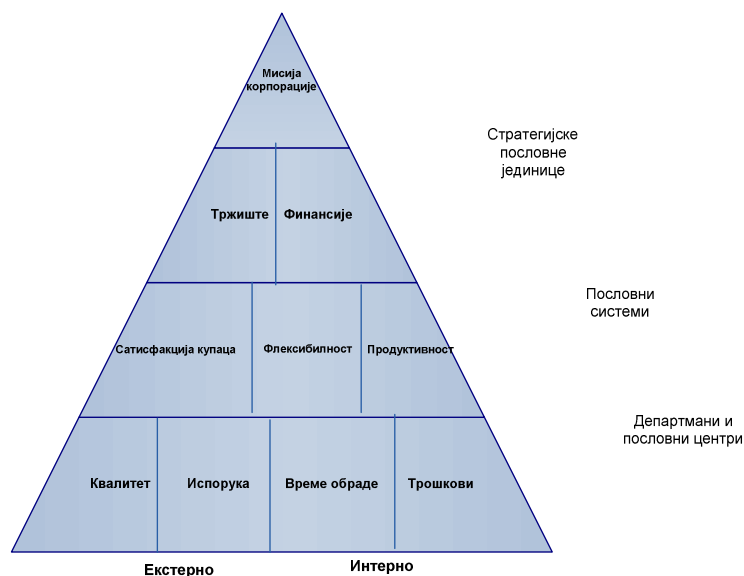 Мисија
корпорације
Стратегијске
пословне
јединице
Тржиште
Финансије
Пословни
системи
Сатисфакција купаца
Флексибилност
Продуктивност
Департмани и
пословни центри
Квалитет
Испорука
Време обраде
Трошкови
Екстерно
Интерно